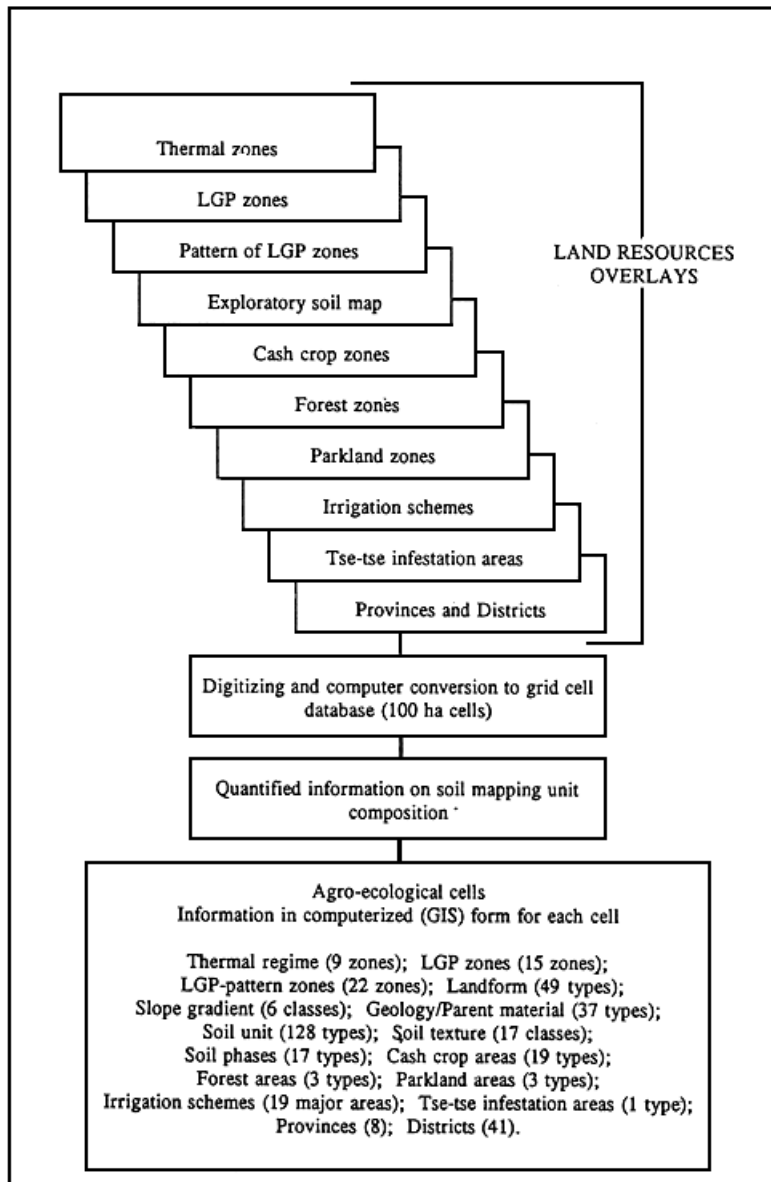 Thermal zones
LGP zones
Pattern of LGP zones
Exploratory soil map
Cash crop zones
Forest zones
Parkland zones
Irrigation schemes
Tse-tse infestation areas
Provinces and Districts
LAND RESOURCES
OVERLAYS
Digitizing and computer conversion to grid cell
database (100 ha cells)
Quantified information on soil mapping unit
composition
Agro-ecological cells
Information in computerized (GIS) form for each cell
Thermal regime (9 zones); LGP zones (15 zones);
LGP-pattern zones (22 zones); Landform (49 types);
Slope gradient (6 classes); Geology/Parent material (37 types);
Soil unit (128 types); Soil texture (17 classes);
Soil phases (17 types); Cash crop areas (19 types);
Forest areas (3 types); Parkland areas (3 types);
Irrigation schemes (19 major areas); Tse-tse infestation areas (1 type);
Provinces (8); Districts (41).